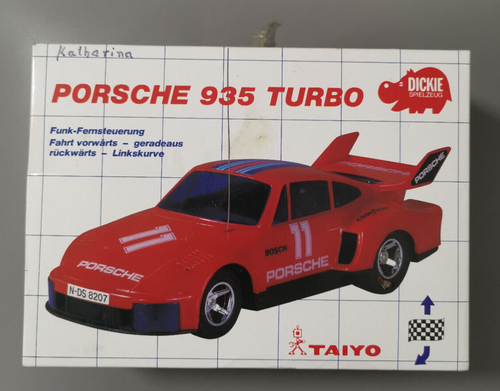 Katharina
PORSCHE 935 TURBO
DICKIE
SPIELZEUG
Funk-Fernsteuerung
Fahrt vorwärts – geradeaus
rückwärts – Linkskurve
PORSCHE
11
BOSCH
11
PORSCHE
PORSCHE
N-DS 8207
TAIYO